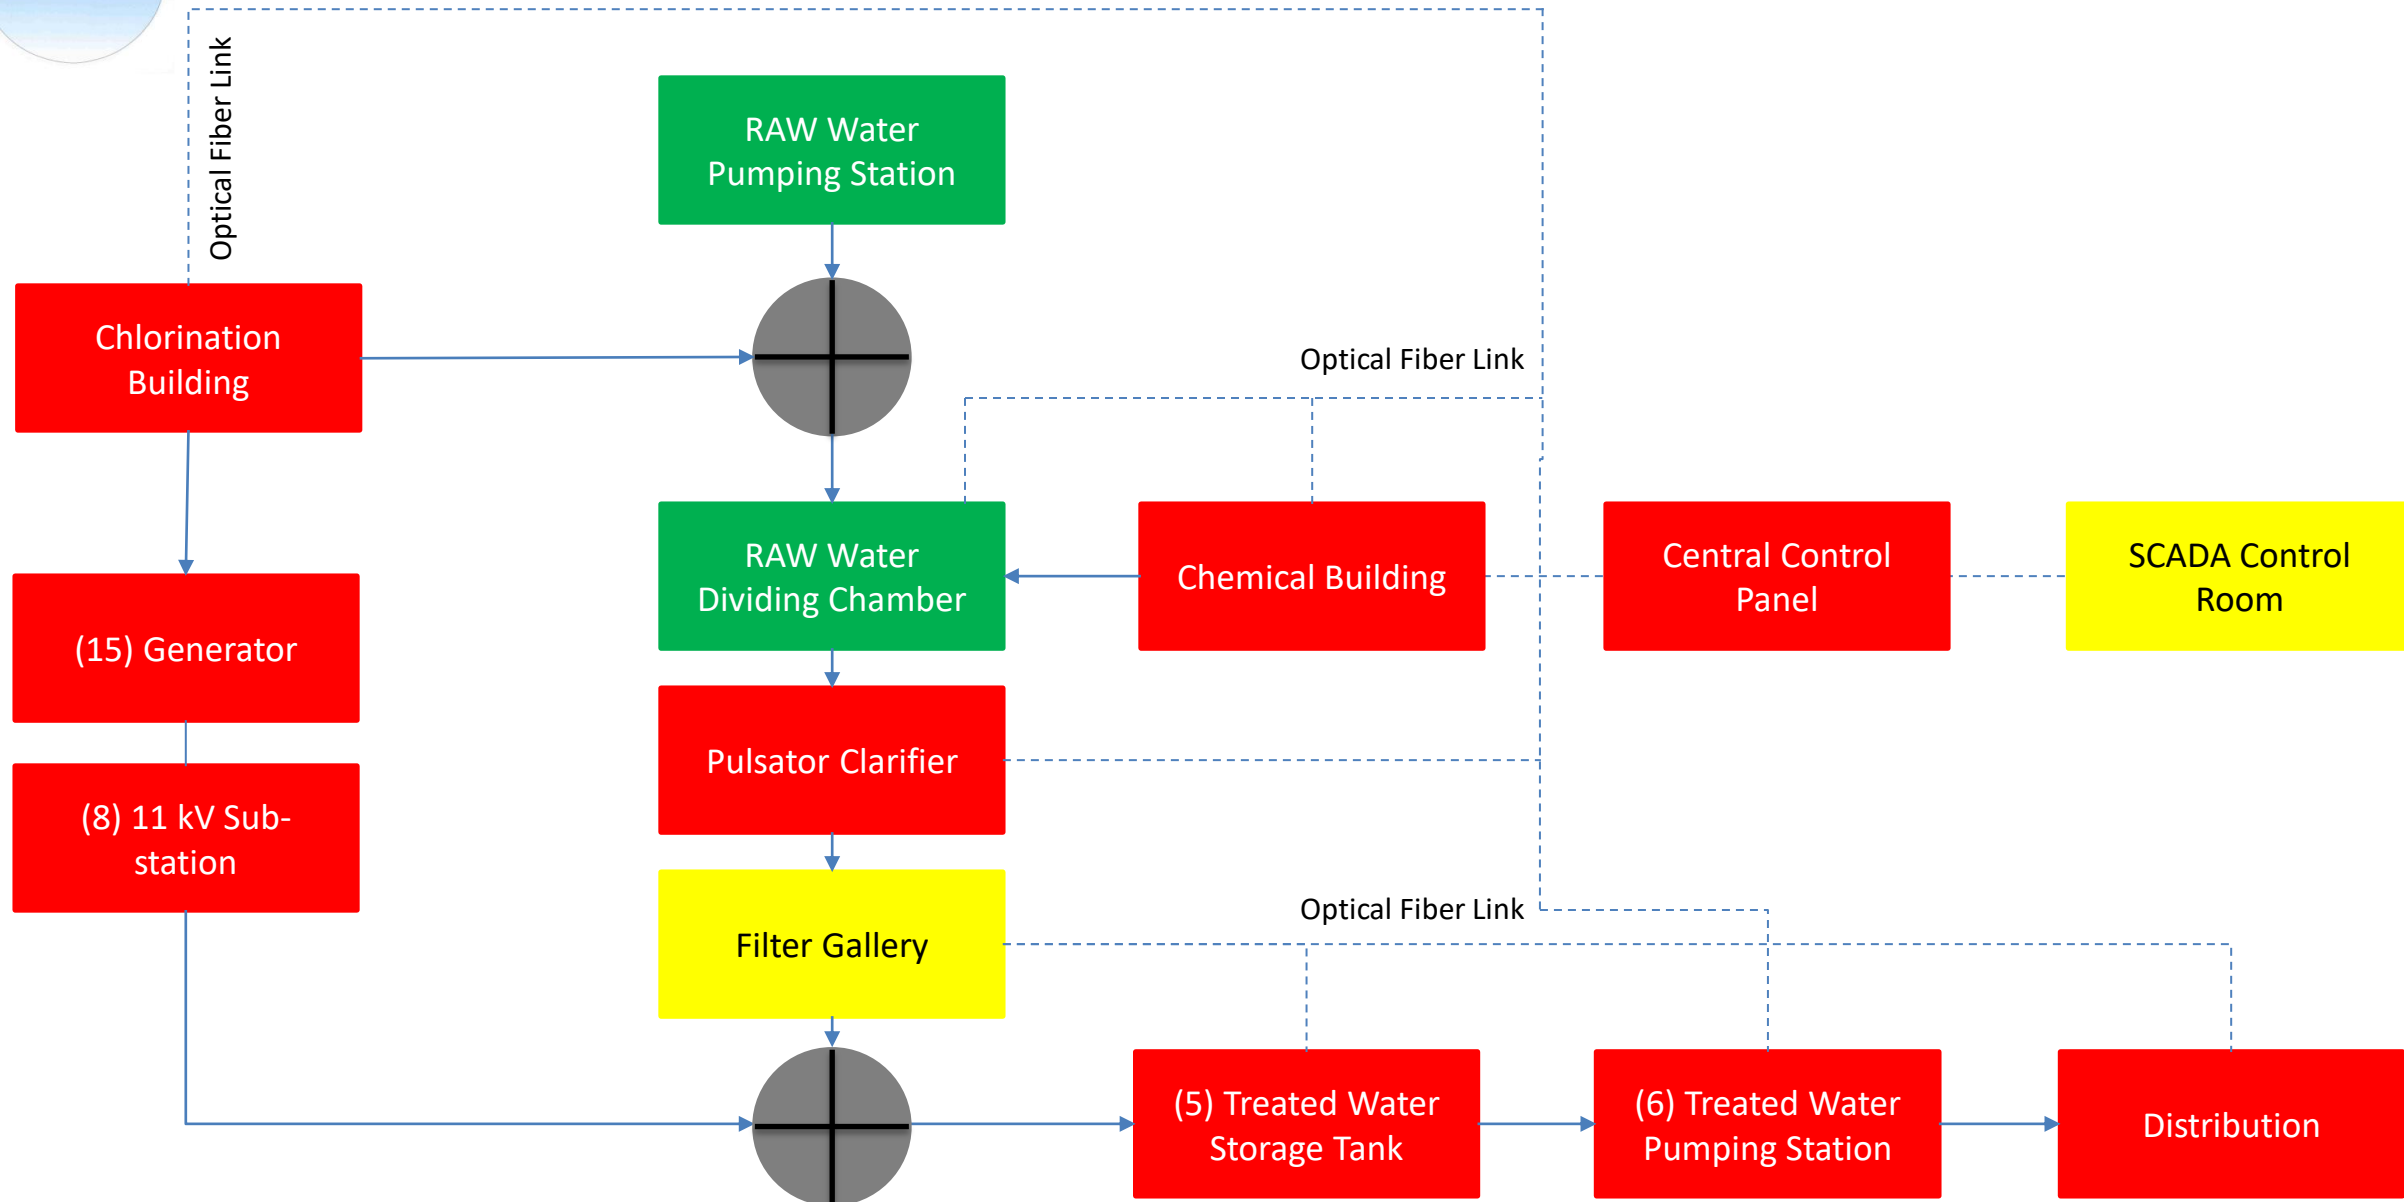 Optical Fiber Link
RAW Water
Pumping Station
Chlorination
Building
Optical Fiber Link
RAW Water
Dividing Chamber
Chemical Building
Central Control
Panel
SCADA Control
Room
(15) Generator
Pulsator Clarifier
(8) 11 kV Sub-
station
Filter Gallery
Optical Fiber Link
(5) Treated Water
Storage Tank
(6) Treated Water
Pumping Station
Distribution